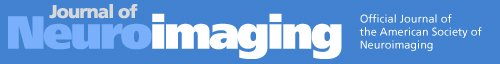 Journal of
Neuroimaging
Official Journal of
the American Society of
Neuroimaging